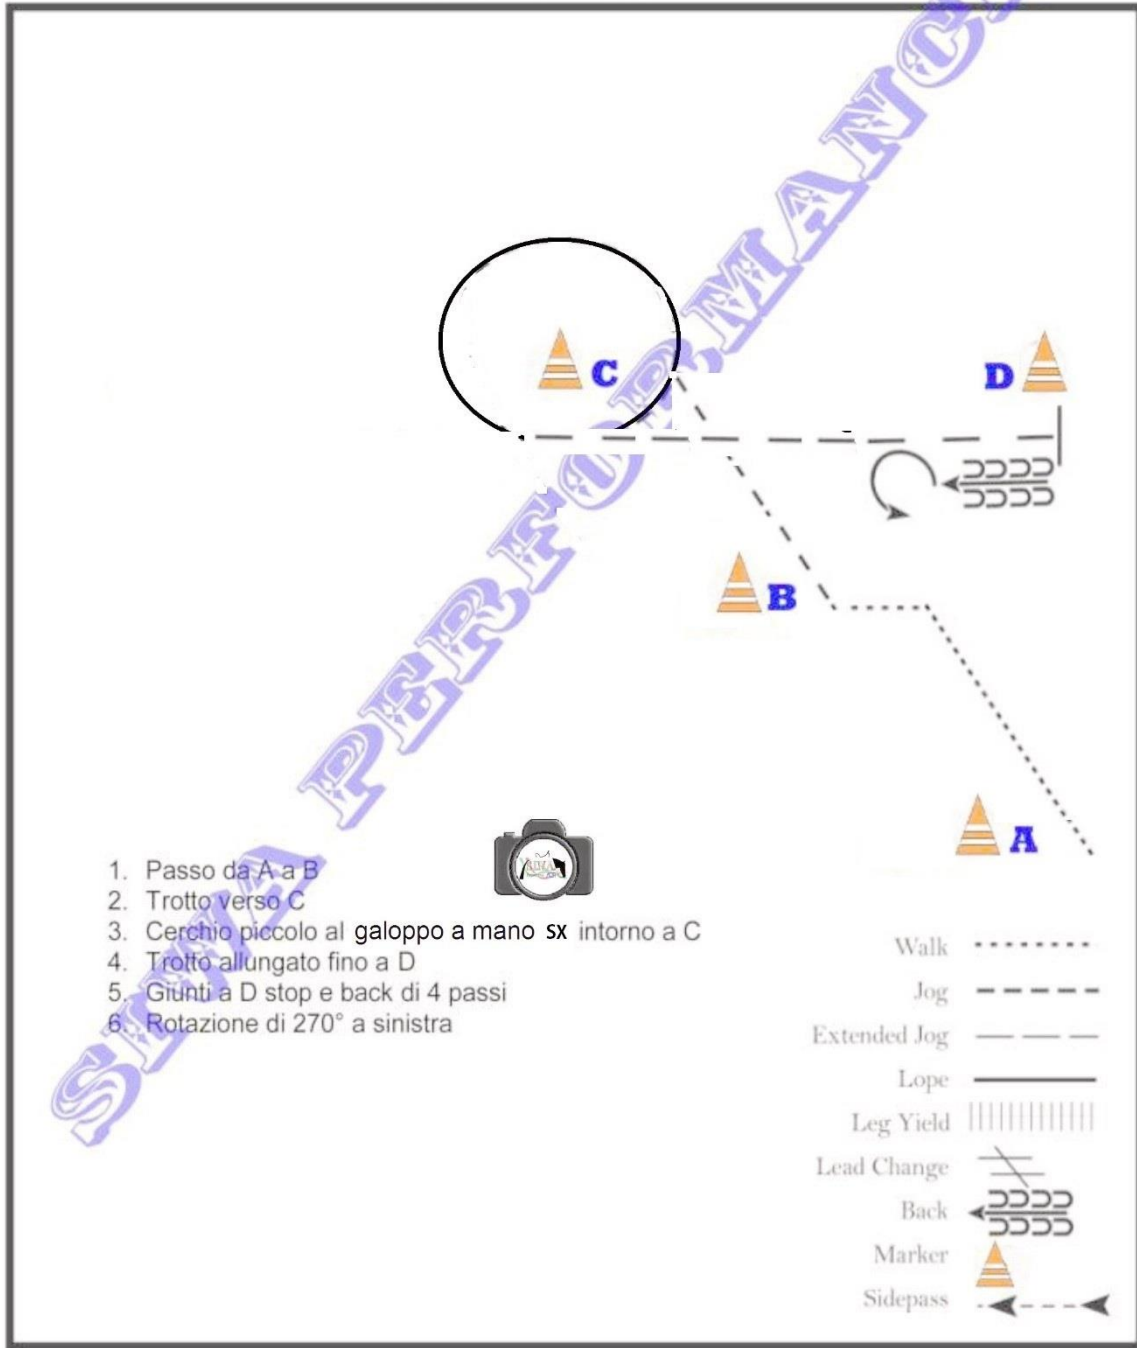 SIWA PERFORMANC
C
D
B
A
1. Passo da A a B
2. Trotto verso C
3. Cerchio piccolo al galoppo a mano sx intorno a C
4. Trotto allungato fino a D
5. Giunti a D stop e back di 4 passi
6. Rotazione di 270° a sinistra
Walk
Jog
Extended Jog
Lope
Leg Yield
Lead Change
Back
Marker
Sidepass